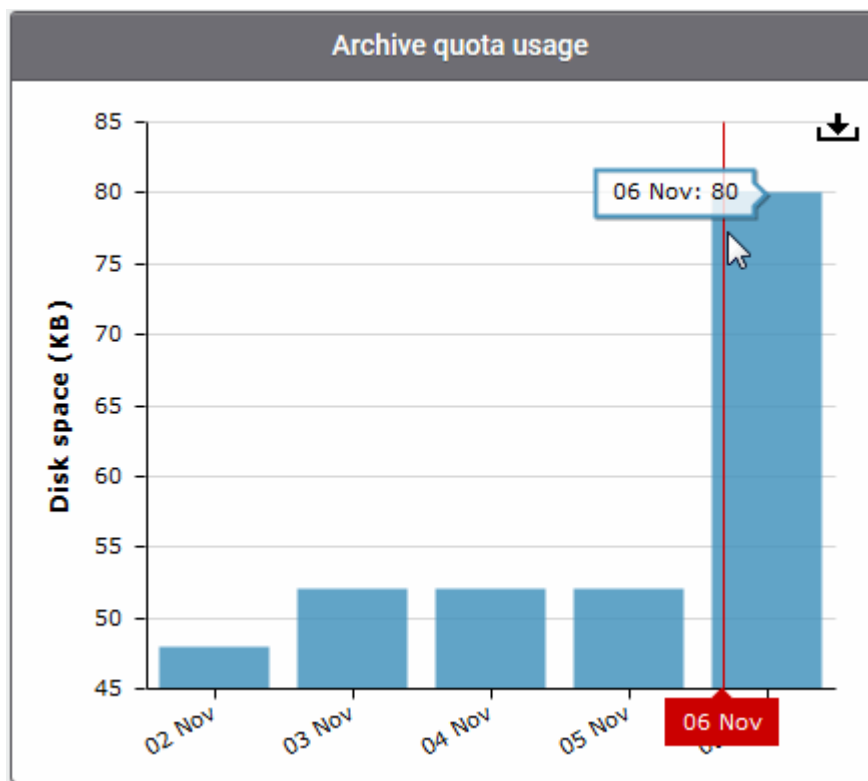 Archive quota usage
85
80
75
70
65
60
55
50
45
Disk space (KB)
06 Nov: 80
02 Nov
03 Nov
04 Nov
05 Nov
06 Nov